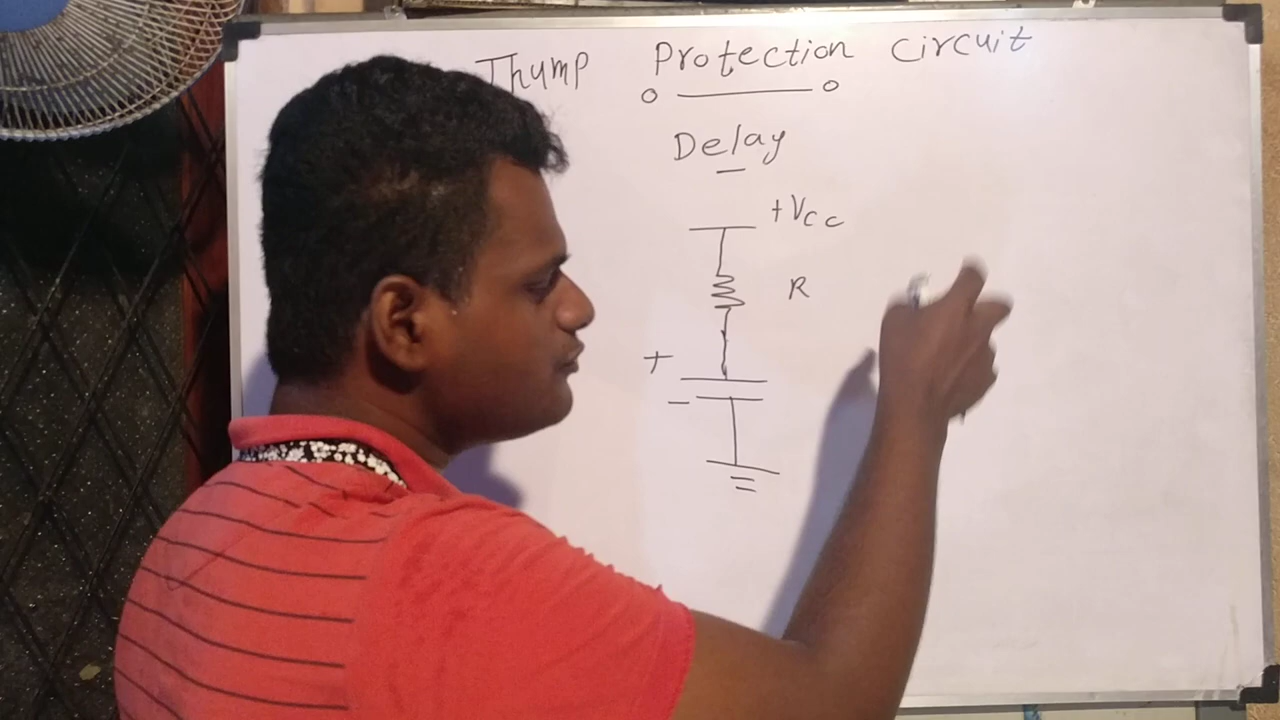 Thump Protection Circuit
Delay
+Vcc
R
+
-